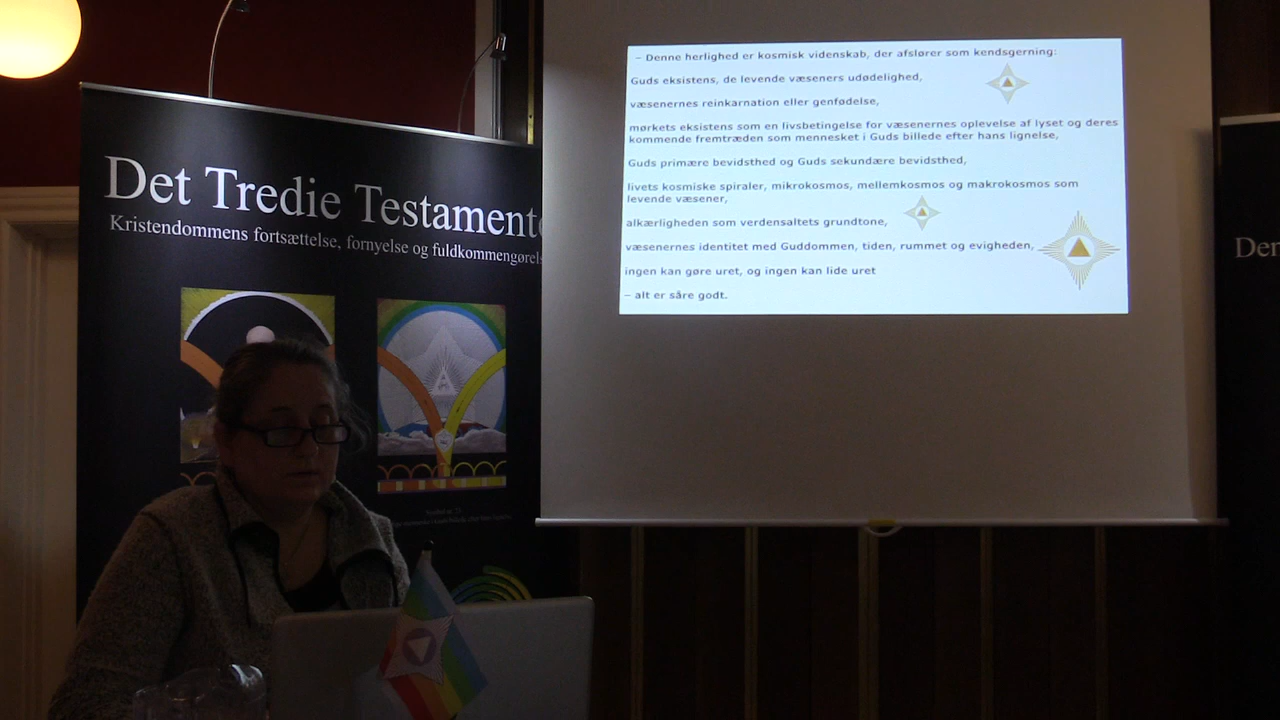 Det Tredie Testamente
Kristendommens fortsættelse, fornyelse og fuldkommengørels
– Denne herlighed er kosmisk videnskab, der afslører som kendsgerning:
Guds eksistens, de levende væseners udødelighed,
væsenernes reinkarnation eller genfødelse,
mørkets eksistens som en livsbetingelse for væsenernes oplevelse af lyset og deres
kommende fremtræden som mennesket i Guds billede efter hans lignelse,
Guds primære bevidsthed og Guds sekundære bevidsthed,
livets kosmiske spiraler, mikrokosmos, mellemkosmos og makrokosmos som
levende væsener,
alkærligheden som verdensaltets grundtone,
væsenernes identitet med Guddommen, tiden, rummet og evigheden,
ingen kan gøre uret, og ingen kan lide uret
– alt er såre godt.